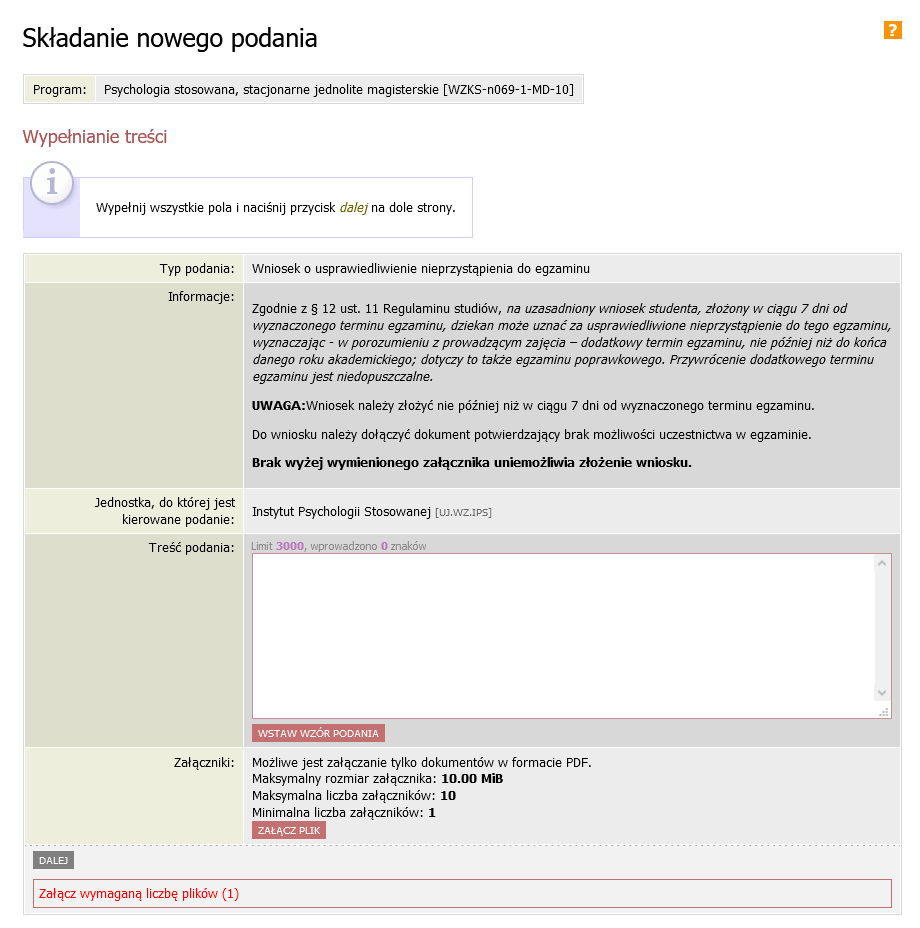 Składanie nowego podania
?
Program: Psychologia stosowana, stacjonarne jednolite magisterskie [WZKS-n069-1-MD-10]
Wypełnianie treści
i
Wypełnij wszystkie pola i naciśnij przycisk dalej na dole strony.
Typ podania: Wniosek o usprawiedliwienie nieprzystąpienia do egzaminu
Informacje:
Zgodnie z § 12 ust. 11 Regulaminu studiów, na uzasadniony wniosek studenta, złożony w ciągu 7 dni od
wyznaczonego terminu egzaminu, dziekan może uznać za usprawiedliwione nieprzystąpienie do tego egzaminu,
wyznaczając - w porozumieniu z prowadzącym zajęcia – dodatkowy termin egzaminu, nie później niż do końca
danego roku akademickiego; dotyczy to także egzaminu poprawkowego. Przywrócenie dodatkowego terminu
egzaminu jest niedopuszczalne.
UWAGA:Wniosek należy złożyć nie później niż w ciągu 7 dni od wyznaczonego terminu egzaminu.
Do wniosku należy dołączyć dokument potwierdzający brak możliwości uczestnictwa w egzaminie.
Brak wyżej wymienionego załącznika uniemożliwia złożenie wniosku.
Jednostka, do której jest
kierowane podanie:
Instytut Psychologii Stosowanej [UJ.WZ.IPS]
Treść podania:
Limit 3000, wprowadzono 0 znaków
WSTAW WZÓR PODANIA
Załączniki:
Możliwe jest załączanie tylko dokumentów w formacie PDF.
Maksymalny rozmiar załącznika: 10.00 MiB
Maksymalna liczba załączników: 10
Minimalna liczba załączników: 1
ZAŁĄCZ PLIK
DALEJ
Załącz wymaganą liczbę plików (1)